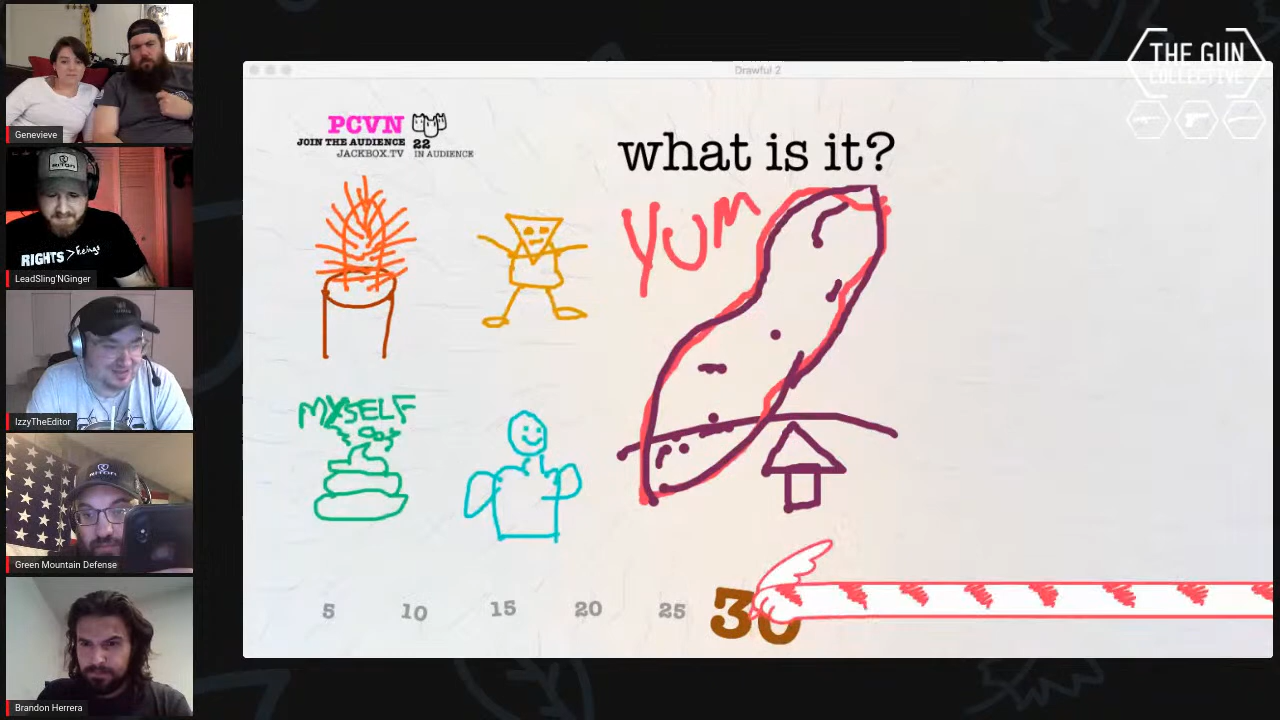 Genevieve
LeadSling'NGinger
RIGHTS > feelings
IzzyTheEditor
Green Mountain Defense
Brandon Herrera
Drawful 2
THE GUN
COLLECTIVE
PCVN
JOIN THE AUDIENCE
JACKBOX.TV
22
IN AUDIENCE
what is it?
YUM
MYSELF
5 10 15 20 25 30